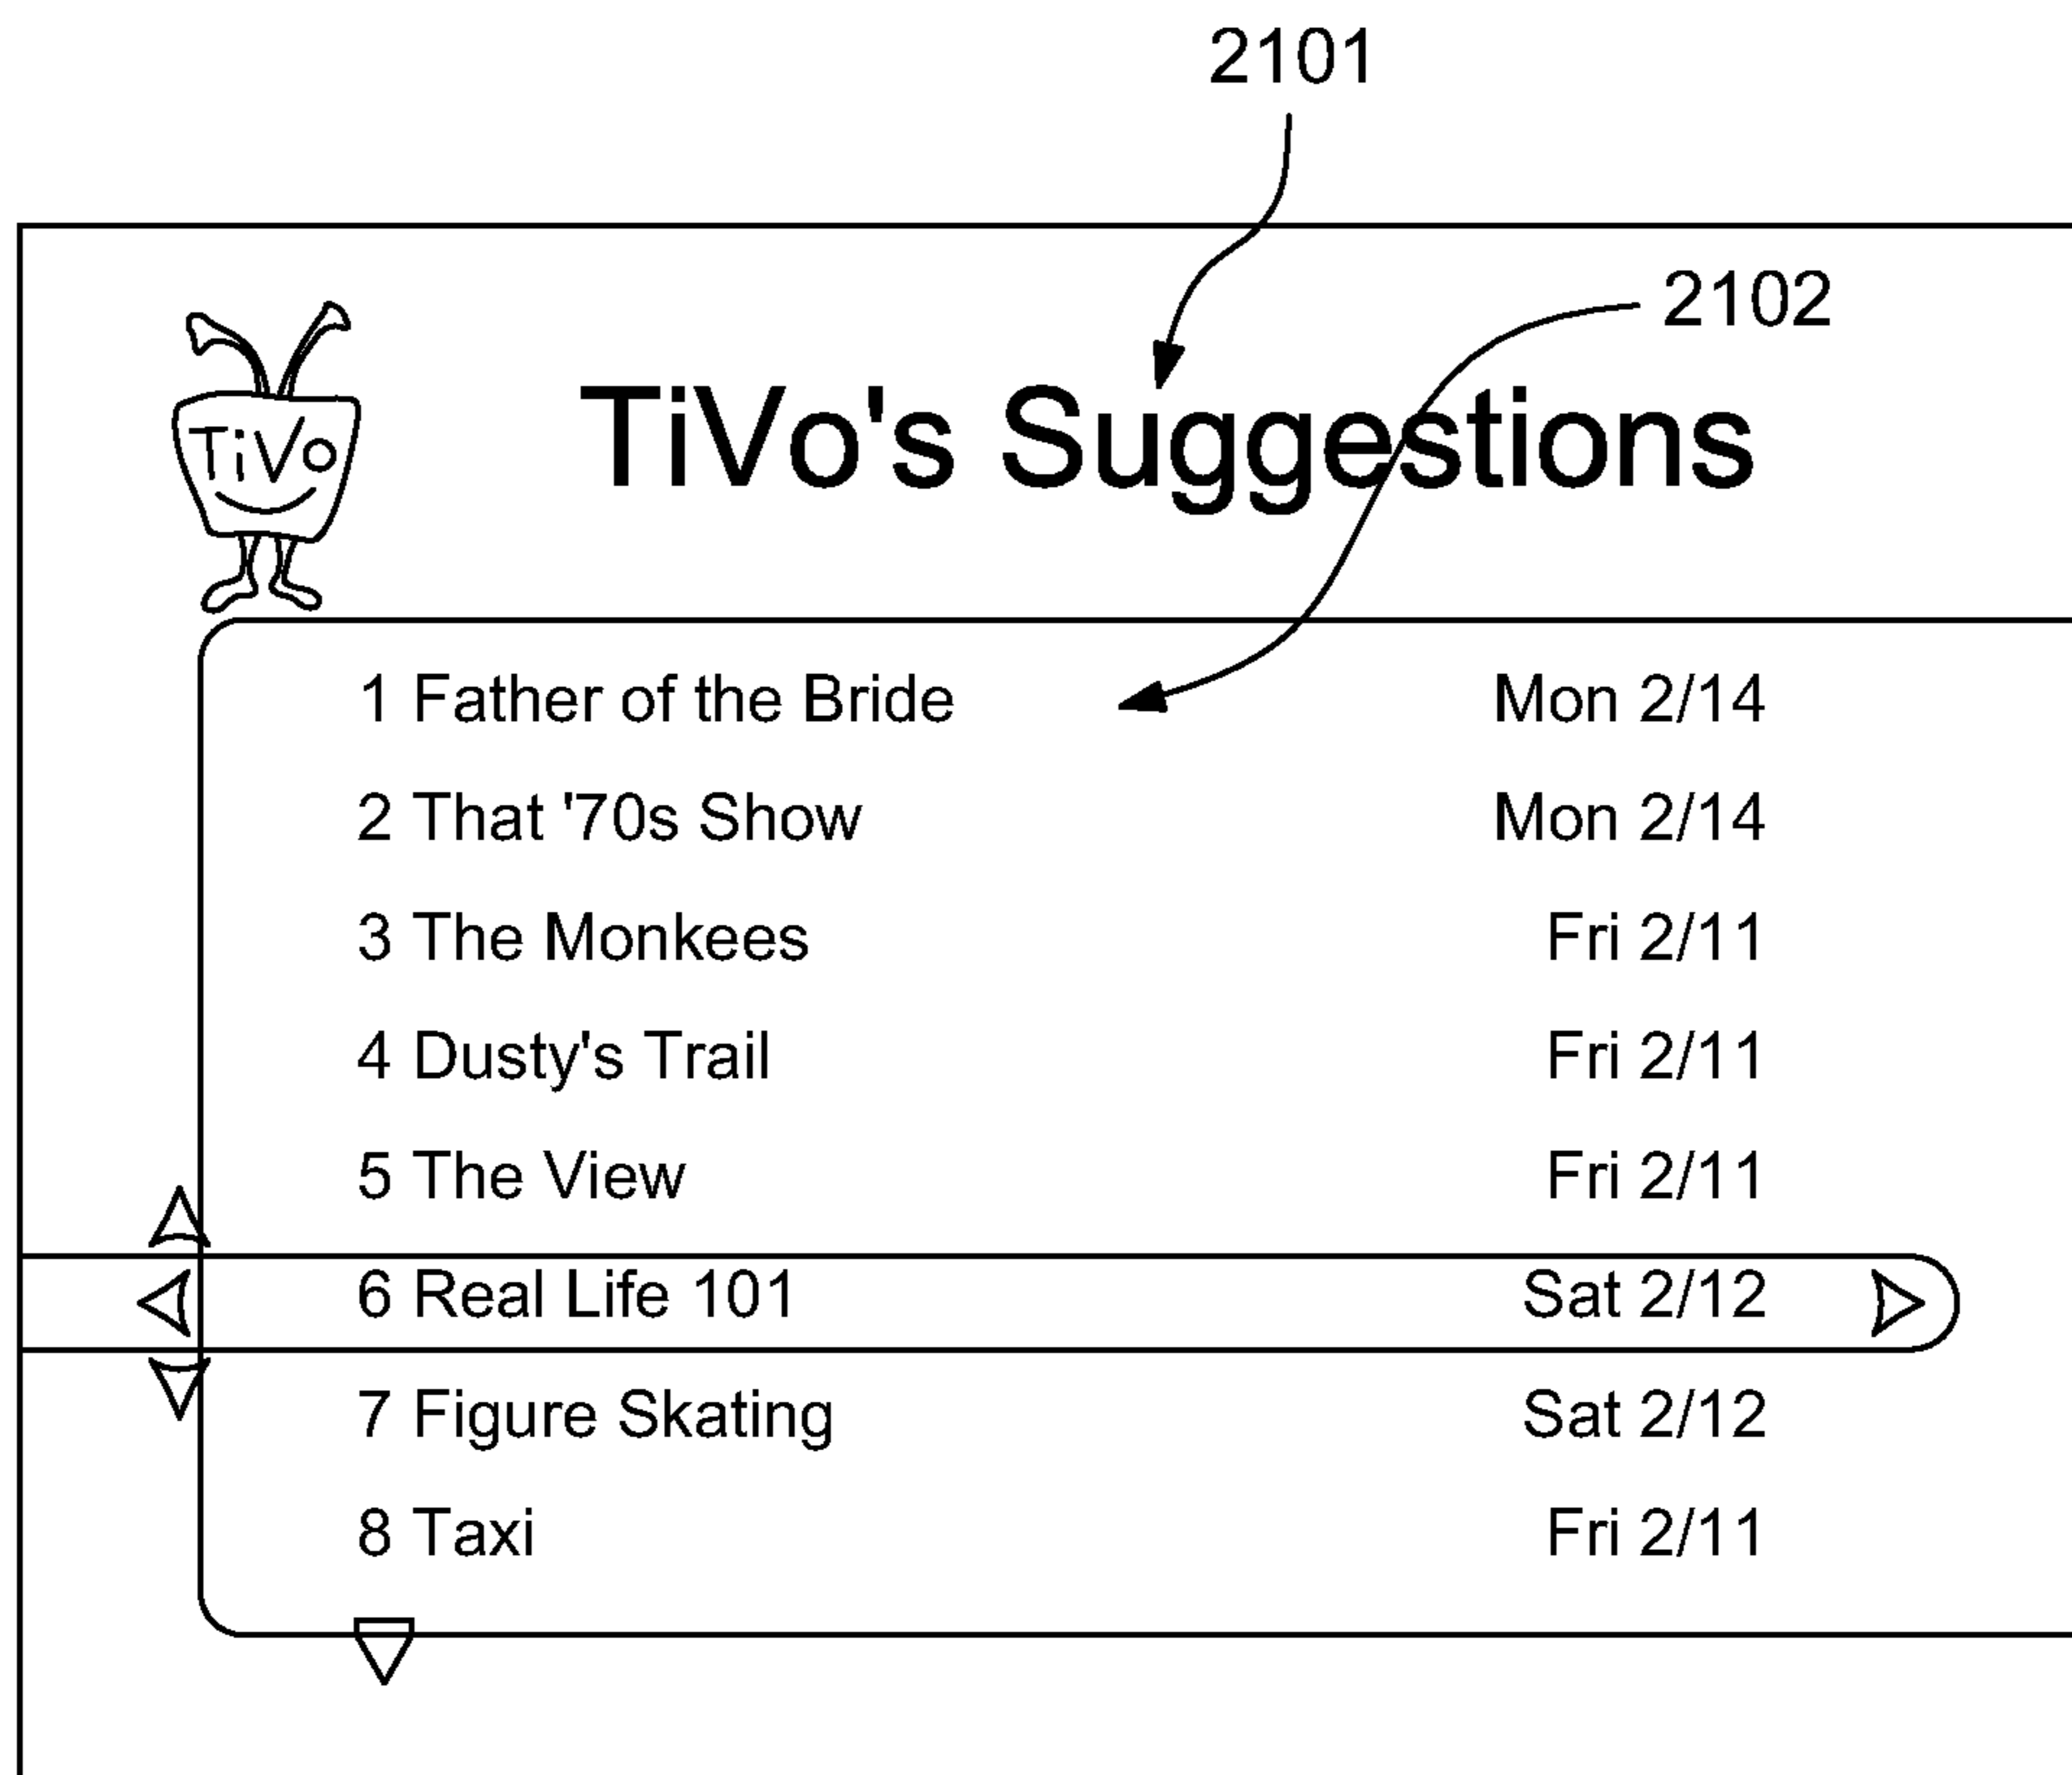 2101
2102
TiVo
TiVo's Suggestions
1 Father of the Bride Mon 2/14
2 That '70s Show Mon 2/14
3 The Monkees Fri 2/11
4 Dusty's Trail Fri 2/11
5 The View Fri 2/11
6 Real Life 101 Sat 2/12
7 Figure Skating Sat 2/12
8 Taxi Fri 2/11